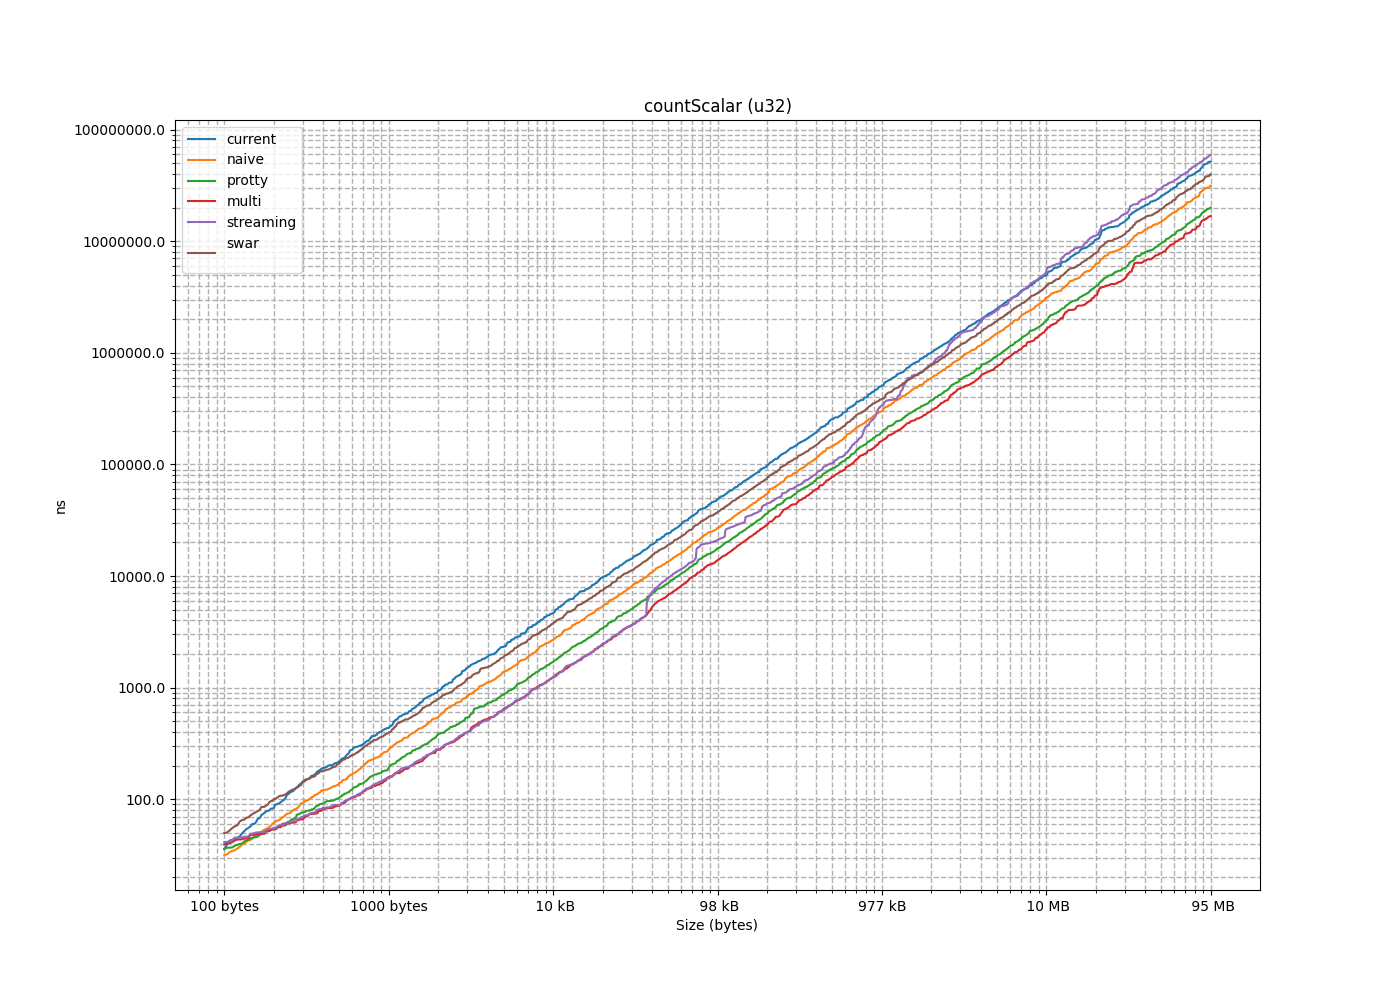 countScalar (u32)
100000000.0
10000000.0
1000000.0
100000.0
10000.0
1000.0
100.0
ns
current
naive
protty
multi
streaming
swar
100 bytes 1000 bytes 10 kB 98 kB 977 kB 10 MB 95 MB
Size (bytes)